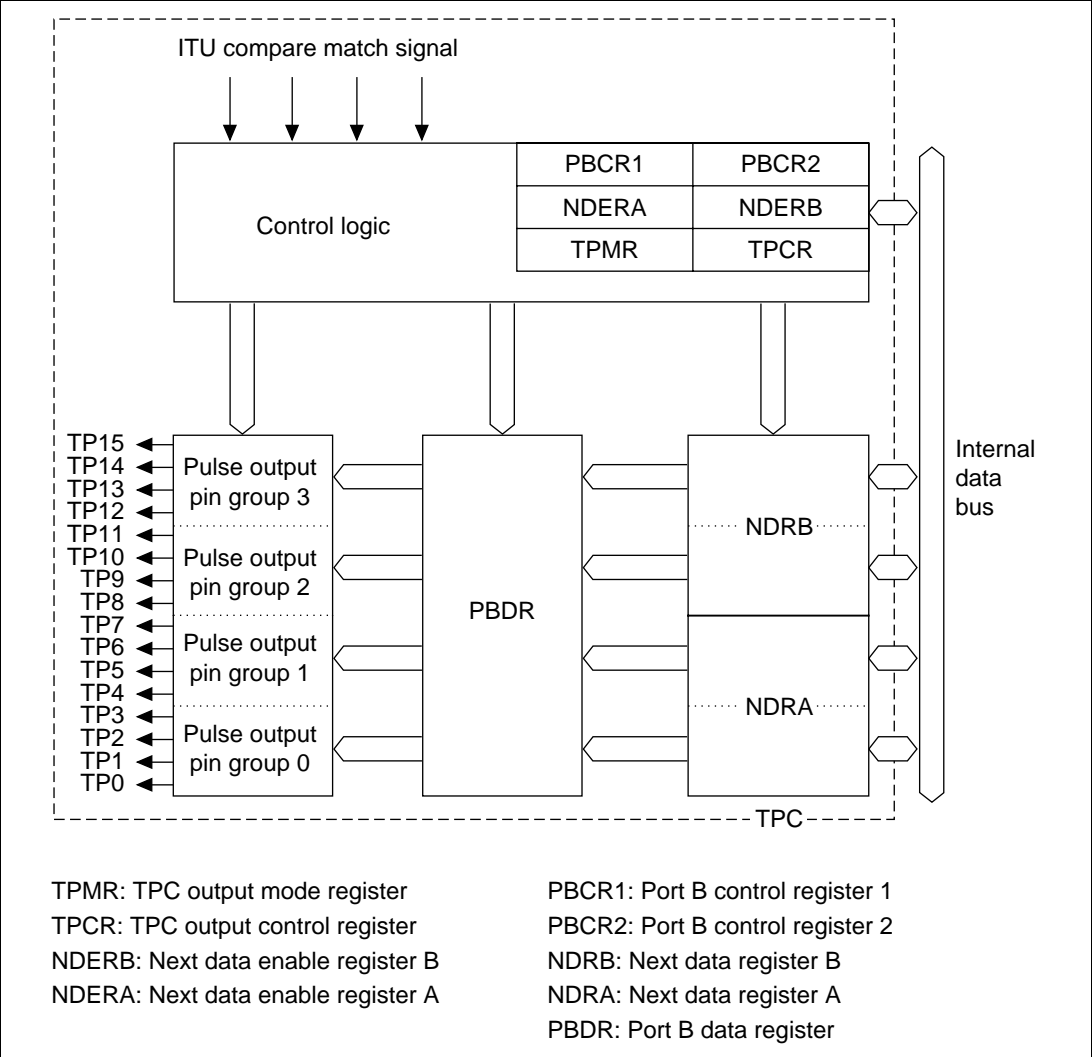 ITU compare match signal
PBCR1 PBCR2
NDERA NDERB
TPMR TPCR
Control logic
Internal
data
bus
TP15
TP14
TP13
TP12
TP11
TP10
TP9
TP8
TP7
TP6
TP5
TP4
TP3
TP2
TP1
TP0
Pulse output
pin group 3
Pulse output
pin group 2
Pulse output
pin group 1
Pulse output
pin group 0
PBDR
NDRB
NDRA
TPC
TPMR: TPC output mode register
TPCR: TPC output control register
NDERB: Next data enable register B
NDERA: Next data enable register A
PBCR1: Port B control register 1
PBCR2: Port B control register 2
NDRB: Next data register B
NDRA: Next data register A
PBDR: Port B data register